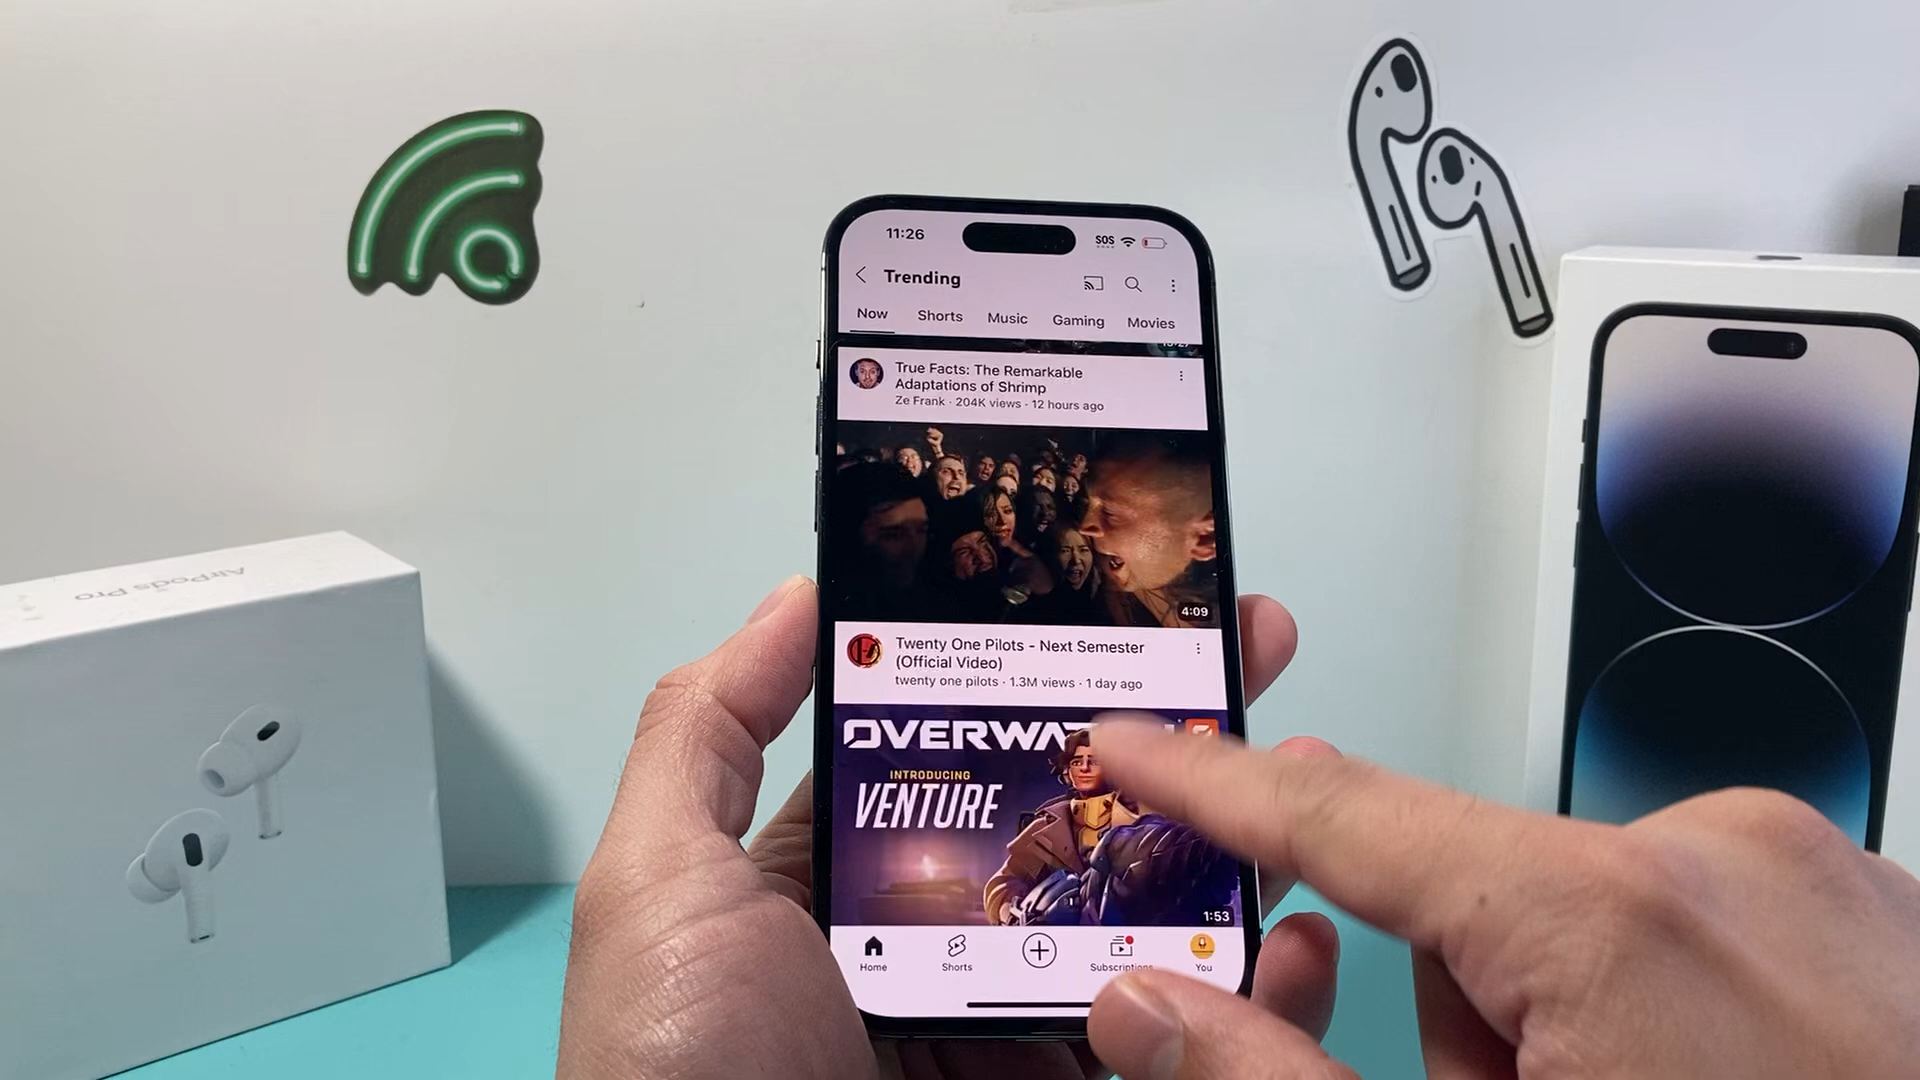 11:26
SOS
Trending
Now Shorts Music Gaming Movies
True Facts: The Remarkable
Adaptations of Shrimp
Ze Frank · 204K views · 12 hours ago
4:09
Twenty One Pilots - Next Semester
(Official Video)
twenty one pilots · 1.3M views · 1 day ago
INTRODUCING
VENTURE
1:53
Home Shorts Subscriptions You
AirPods Pro